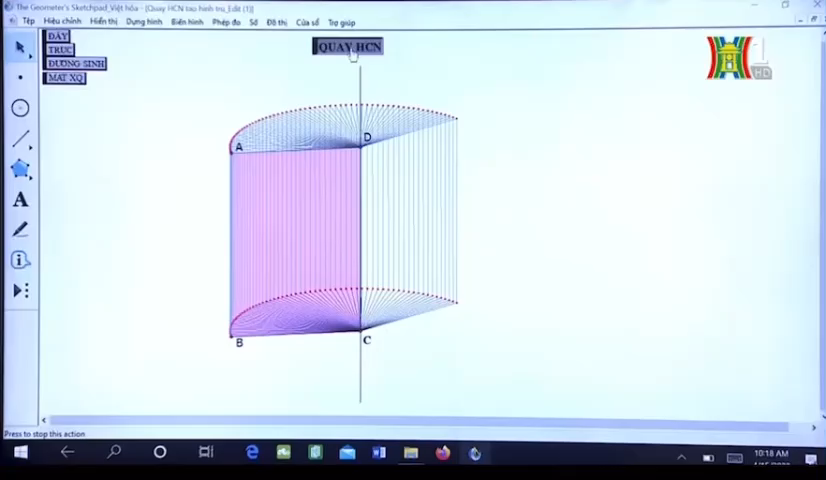 The Geometer's Sketchpad_Việt hóa - [Quay HCN tao hinh tru_Edit (1)]
Tệp Hiệu chỉnh Hiển thị Dựng hình Biến hình Phép đo Số Đồ thị Cửa sổ Trợ giúp
ĐÁY
TRỤC
ĐƯỜNG SINH
MẶT XQ
QUAY HCN
1
HD
A
D
B
C
A
Press to stop this action
10:18 AM